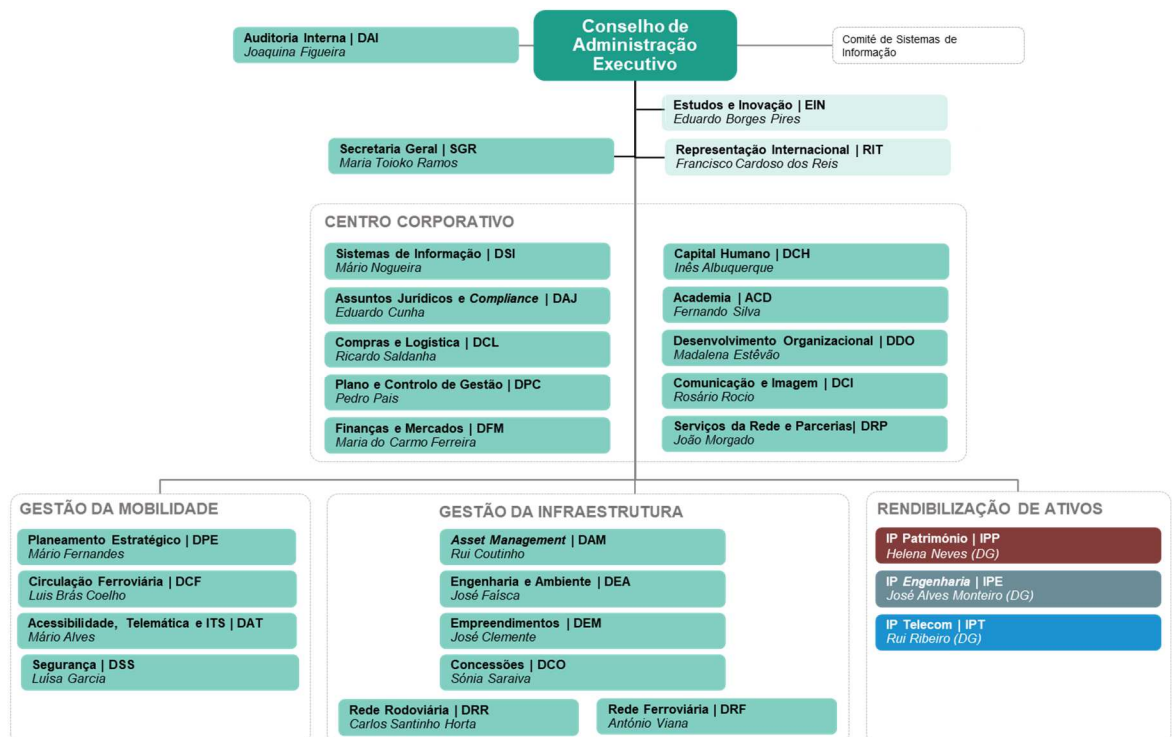 Conselho de
Administração
Executivo
Auditoria Interna | DAI
Joaquina Figueira
Comité de Sistemas de
Informação
Estudos e Inovação | EIN
Eduardo Borges Pires
Secretaria Geral | SGR
Maria Toioko Ramos
Representação Internacional | RIT
Francisco Cardoso dos Reis
CENTRO CORPORATIVO
Sistemas de Informação | DSI
Mário Nogueira
Assuntos Jurídicos e Compliance | DAJ
Eduardo Cunha
Compras e Logística | DCL
Ricardo Saldanha
Plano e Controlo de Gestão | DPC
Pedro Pais
Finanças e Mercados | DFM
Maria do Carmo Ferreira
Capital Humano | DCH
Inês Albuquerque
Academia | ACD
Fernando Silva
Desenvolvimento Organizacional | DDO
Madalena Estêvão
Comunicação e Imagem | DCI
Rosário Rocio
Serviços da Rede e Parcerias| DRP
João Morgado
GESTÃO DA MOBILIDADE
Planeamento Estratégico | DPE
Mário Fernandes
Circulação Ferroviária | DCF
Luis Brás Coelho
Acessibilidade, Telemática e ITS | DAT
Mário Alves
Segurança | DSS
Luísa Garcia
GESTÃO DA INFRAESTRUTURA
Asset Management | DAM
Rui Coutinho
Engenharia e Ambiente | DEA
José Faísca
Empreendimentos | DEM
José Clemente
Concessões | DCO
Sónia Saraiva
Rede Rodoviária | DRR
Carlos Santinho Horta
Rede Ferroviária | DRF
António Viana
RENDIBILIZAÇÃO DE ATIVOS
IP Património | IPP
Helena Neves (DG)
IP Engenharia | IPE
José Alves Monteiro (DG)
IP Telecom | IPT
Rui Ribeiro (DG)